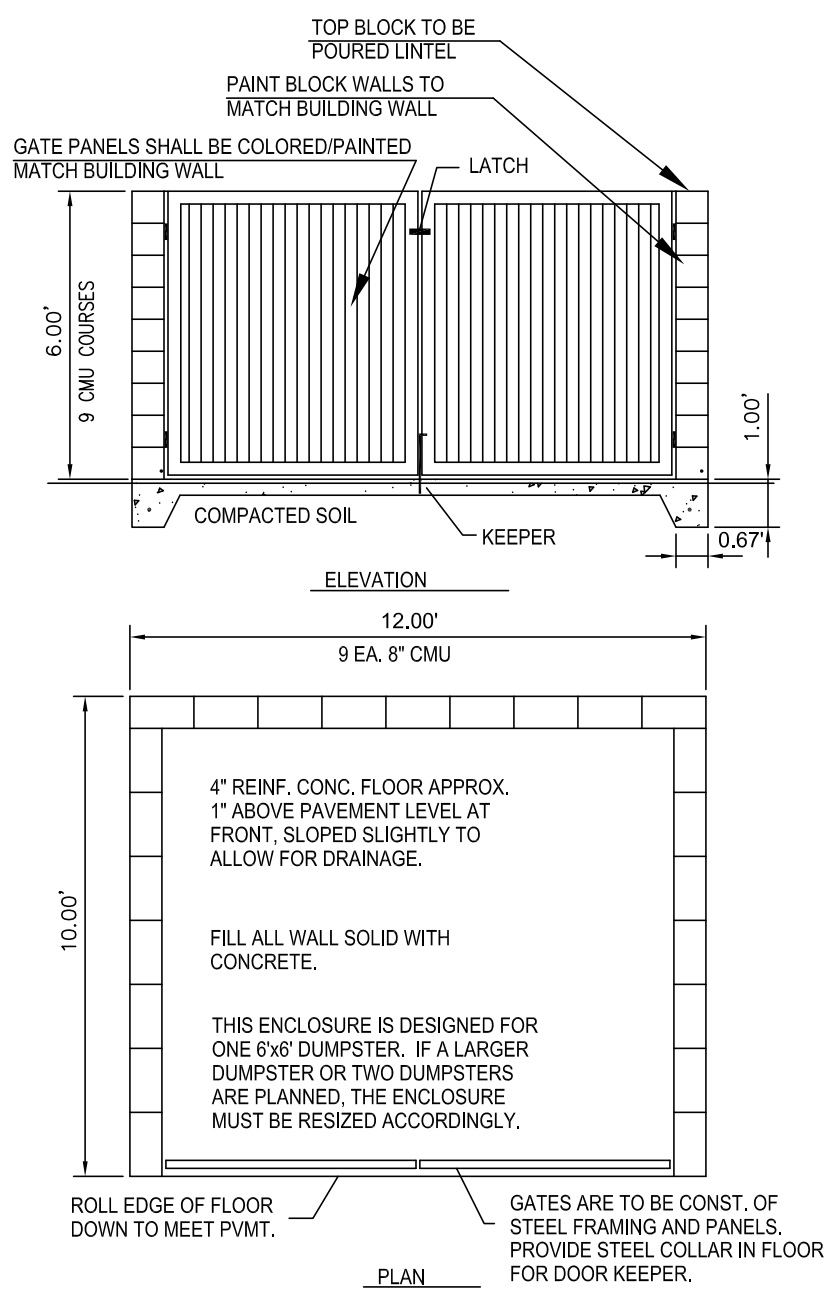 TOP BLOCK TO BE
POURED LINTEL
PAINT BLOCK WALLS TO
MATCH BUILDING WALL
GATE PANELS SHALL BE COLORED/PAINTED
MATCH BUILDING WALL
LATCH
6.00'
9 CMU COURSES
1.00'
COMPACTED SOIL
KEEPER
0.67'
ELEVATION
12.00'
9 EA. 8" CMU
10.00'
4" REINF. CONC. FLOOR APPROX.
1" ABOVE PAVEMENT LEVEL AT
FRONT, SLOPED SLIGHTLY TO
ALLOW FOR DRAINAGE.
FILL ALL WALL SOLID WITH
CONCRETE.
THIS ENCLOSURE IS DESIGNED FOR
ONE 6'x6' DUMPSTER. IF A LARGER
DUMPSTER OR TWO DUMPSTERS
ARE PLANNED, THE ENCLOSURE
MUST BE RESIZED ACCORDINGLY.
ROLL EDGE OF FLOOR
DOWN TO MEET PVMT.
GATES ARE TO BE CONST. OF
STEEL FRAMING AND PANELS.
PROVIDE STEEL COLLAR IN FLOOR
FOR DOOR KEEPER.
PLAN